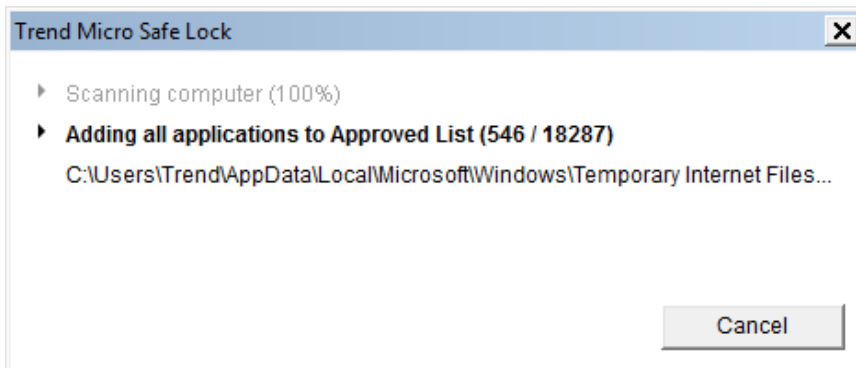 Trend Micro Safe Lock
Scanning computer (100%)
Adding all applications to Approved List (546 / 18287)
C:\Users\Trend\AppData\Local\Microsoft\Windows\Temporary Internet Files...
Cancel